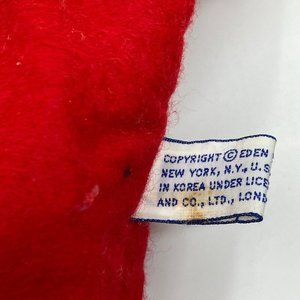 COPYRIGHT © EDEN
NEW YORK, N.Y., U.S.
IN KOREA UNDER LICE
AND CO., LTD., LOND